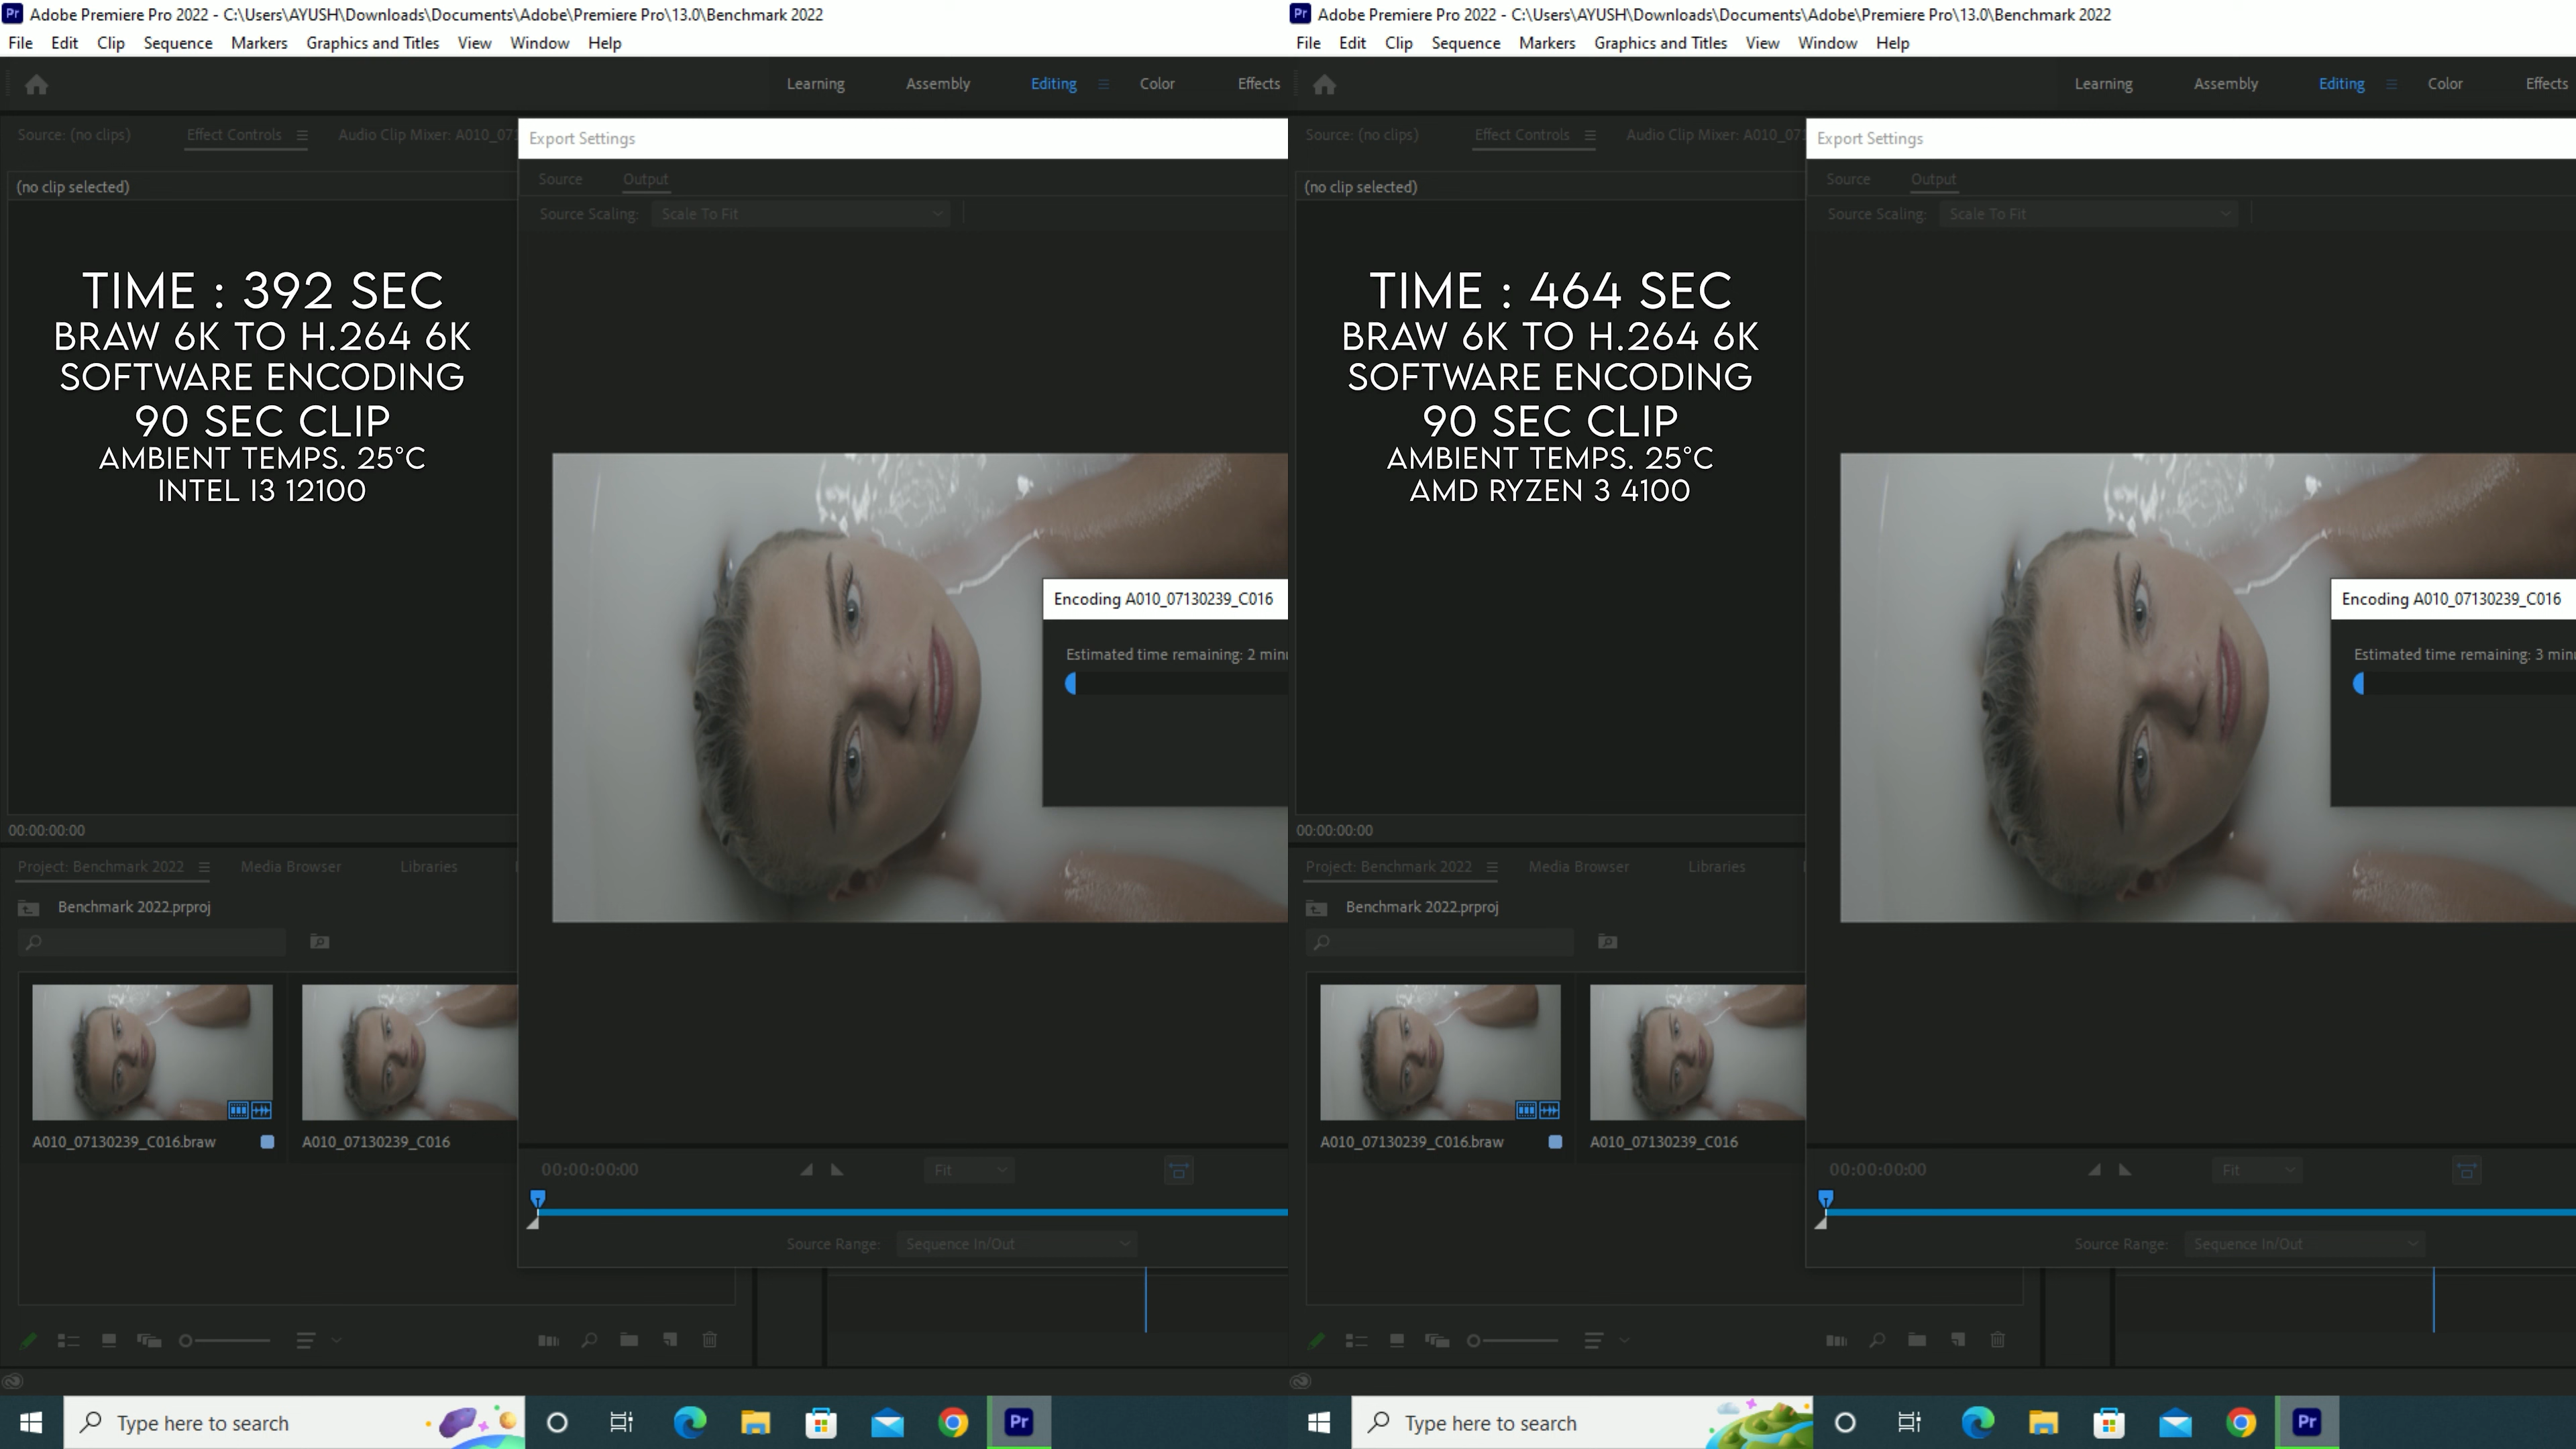 Pr Adobe Premiere Pro 2022 - C:\Users\AYUSH\Downloads\Documents\Adobe\Premiere Pro\13.0\Benchmark 2022
File Edit Clip Sequence Markers Graphics and Titles View Window Help
Learning Assembly Editing Color Effects
Source: (no clips) Effect Controls Audio Clip Mixer: A010_071
Export Settings
(no clip selected)
Source Output
Source Scaling: Scale To Fit
TIME : 392 SEC
BRAW 6K TO H.264 6K
SOFTWARE ENCODING
90 SEC CLIP
AMBIENT TEMPS. 25°C
INTEL I3 12100
Encoding A010_07130239_C016
Estimated time remaining: 2 minu
00:00:00:00
Project: Benchmark 2022 Media Browser Libraries
Benchmark 2022.prproj
A010_07130239_C016.braw A010_07130239_C016
00:00:00:00 Fit
Source Range: Sequence In/Out
Type here to search
Pr
Pr Adobe Premiere Pro 2022 - C:\Users\AYUSH\Downloads\Documents\Adobe\Premiere Pro\13.0\Benchmark 2022
File Edit Clip Sequence Markers Graphics and Titles View Window Help
Learning Assembly Editing Color Effects
Source: (no clips) Effect Controls Audio Clip Mixer: A010_071
Export Settings
(no clip selected)
Source Output
Source Scaling: Scale To Fit
TIME : 464 SEC
BRAW 6K TO H.264 6K
SOFTWARE ENCODING
90 SEC CLIP
AMBIENT TEMPS. 25°C
AMD RYZEN 3 4100
Encoding A010_07130239_C016
Estimated time remaining: 3 minu
00:00:00:00
Project: Benchmark 2022 Media Browser Libraries
Benchmark 2022.prproj
A010_07130239_C016.braw A010_07130239_C016
00:00:00:00 Fit
Source Range: Sequence In/Out
Type here to search
Pr